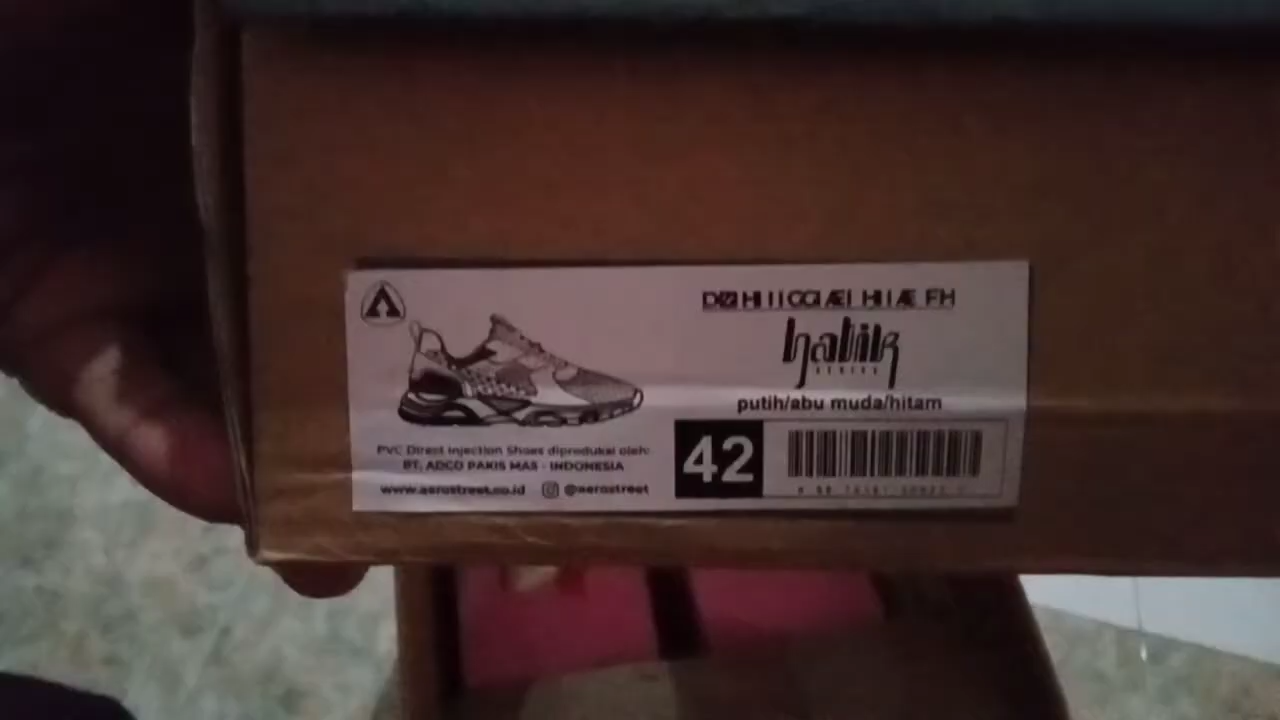 putih/abu muda/hitam
42
PVC Direct Injection Shoes diproduksi oleh:
PT. ADCO PAKIS MAS - INDONESIA
www.aerostreet.co.id @aerostreet
SERIES